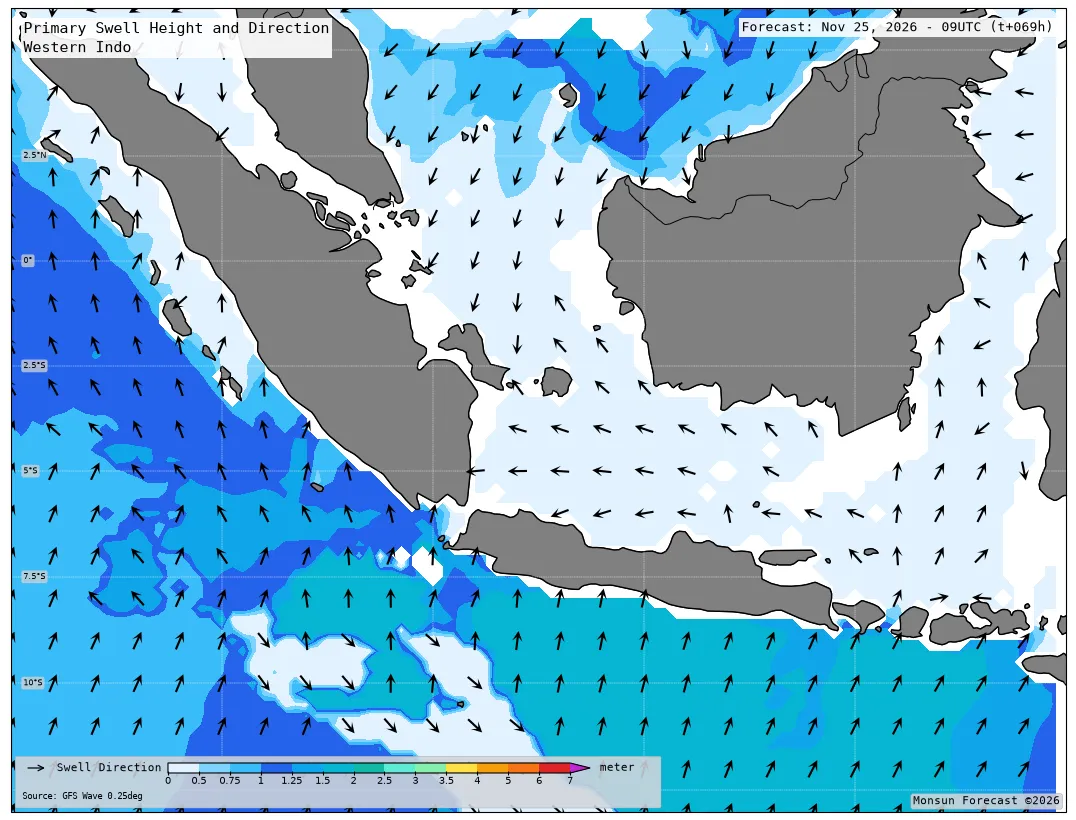 Primary Swell Height and Direction
Western Indo
Forecast: Nov 25, 2026 - 09UTC (t+069h)
2.5°N
0°
2.5°S
5°S
7.5°S
10°S
Swell Direction
0 0.5 0.75 1 1.25 1.5 2 2.5 3 3.5 4 5 6 7
meter
Source: GFS Wave 0.25deg
Monsun Forecast ©2026